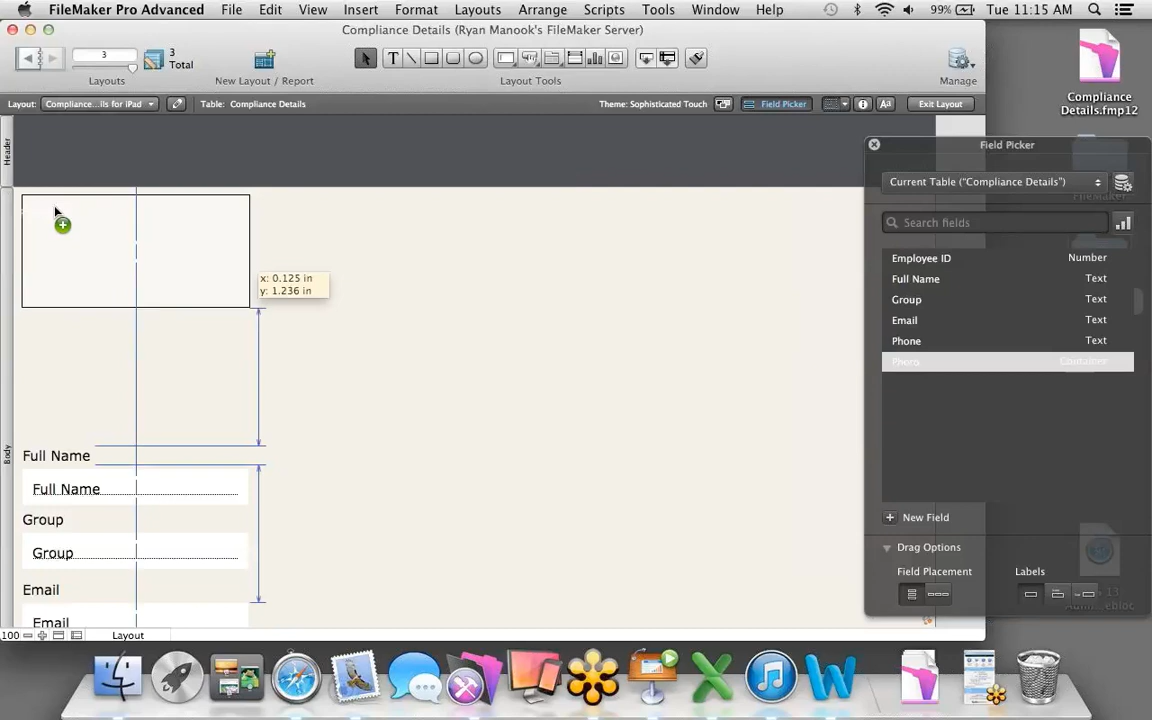 FileMaker Pro Advanced File Edit View Insert Format Layouts Arrange Scripts Tools Window Help 99% Tue 11:15 AM
Compliance Details (Ryan Manook's FileMaker Server)
3
3
Total
Layouts
New Layout / Report
Layout Tools
Manage
Layout: Compliance...ls for iPad
Table: Compliance Details
Theme: Sophisticated Touch
Field Picker
Aa
Exit Layout
Compliance
Details.fmp12
Header
Field Picker
Current Table ("Compliance Details")
FileMaker
Search fields
Employee ID Number
Full Name Text
Group Text
Email Text
Phone Text
Photo Container
x: 0.125 in
y: 1.236 in
Body
Full Name
Full Name
Group
Group
Email
Email
New Field
Drag Options
Field Placement
Labels
100
Layout